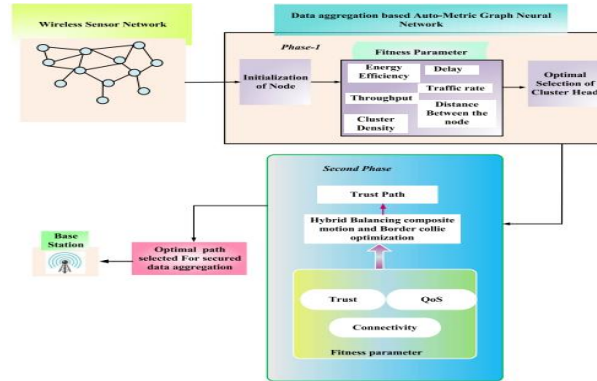 Wireless Sensor Network
Data aggregation based Auto-Metric Graph Neural
Network
Phase-1
Fitness Parameter
Initialization
of Node
Energy
Efficiency
Delay
Traffic rate
Throughput
Distance
Between the
node
Cluster
Density
Optimal
Selection of
Cluster Head
Second Phase
Trust Path
Hybrid Balancing composite
motion and Border collie
optimization
Base
Station
Optimal path
selected For secured
data aggregation
Trust
QoS
Connectivity
Fitness parameter